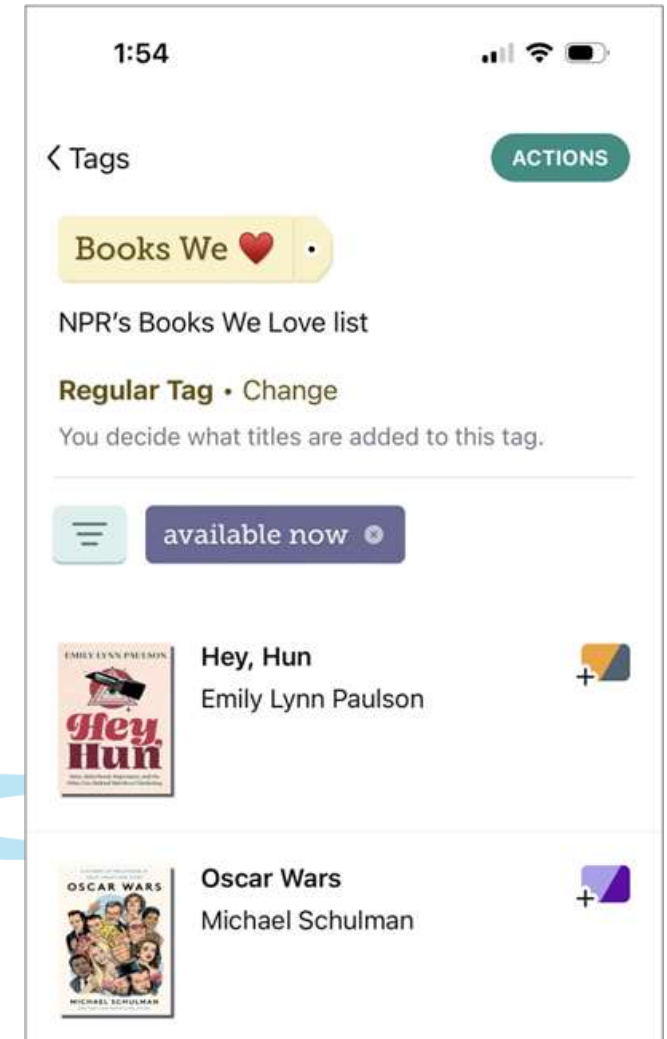 1:54
Tags
ACTIONS
Books We ❤️
NPR's Books We Love list
Regular Tag • Change
You decide what titles are added to this tag.
available now
EMILY LYNN PAULSON
Hey,
Hun
Hey, Hun
Emily Lynn Paulson
OSCAR WARS
MICHAEL SCHULMAN
Oscar Wars
Michael Schulman